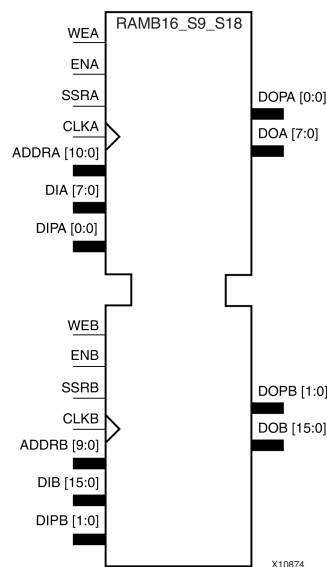 RAMB16_S9_S18
WEA
ENA
SSRA
CLKA
ADDRA [10:0]
DIA [7:0]
DIPA [0:0]
DOPA [0:0]
DOA [7:0]
WEB
ENB
SSRB
CLKB
ADDRB [9:0]
DIB [15:0]
DIPB [1:0]
DOPB [1:0]
DOB [15:0]
X10874